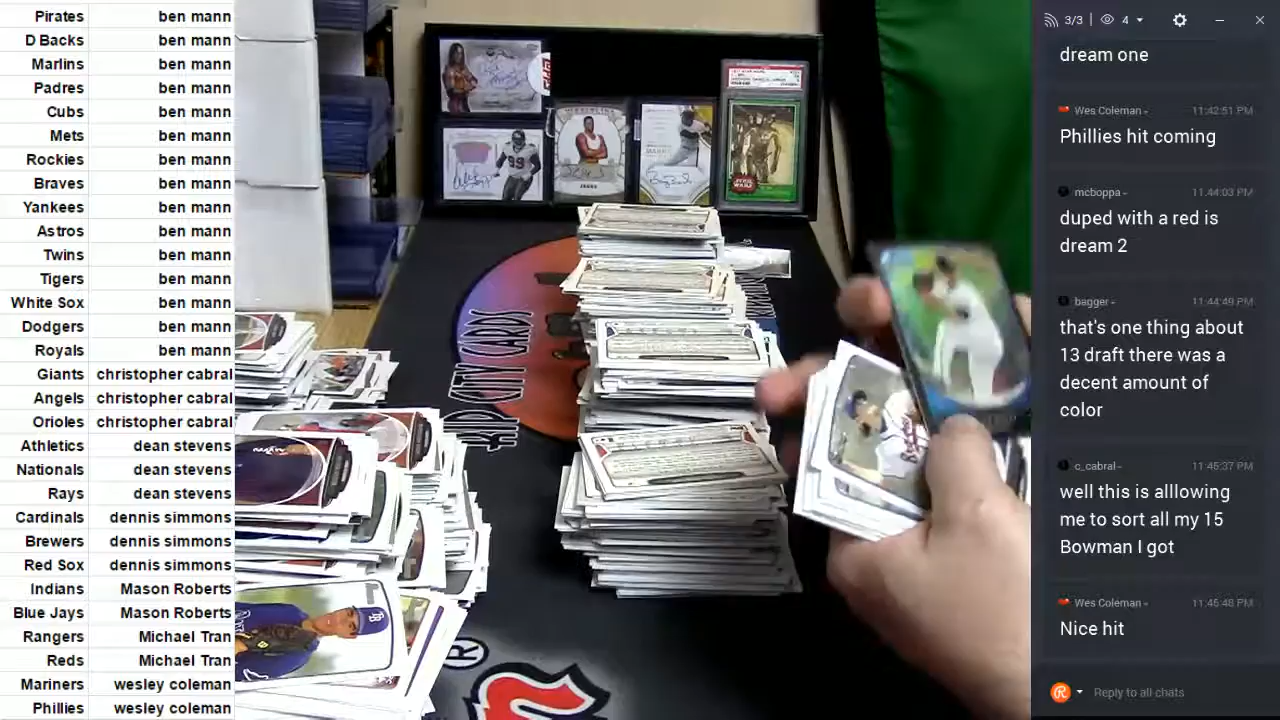 Pirates ben mann
D Backs ben mann
Marlins ben mann
Padres ben mann
Cubs ben mann
Mets ben mann
Rockies ben mann
Braves ben mann
Yankees ben mann
Astros ben mann
Twins ben mann
Tigers ben mann
White Sox ben mann
Dodgers ben mann
Royals ben mann
Giants christopher cabral
Angels christopher cabral
Orioles christopher cabral
Athletics dean stevens
Nationals dean stevens
Rays dean stevens
Cardinals dennis simmons
Brewers dennis simmons
Red Sox dennis simmons
Indians Mason Roberts
Blue Jays Mason Roberts
Rangers Michael Tran
Reds Michael Tran
Mariners wesley coleman
Phillies wesley coleman
STAR WARS
RIP CITY CARDS
®
3/3 4
dream one
Wes Coleman 11:42:51 PM
Phillies hit coming
mcboppa 11:44:03 PM
duped with a red is
dream 2
bagger 11:44:49 PM
that's one thing about
13 draft there was a
decent amount of
color
c_cabral 11:45:37 PM
well this is alllowing
me to sort all my 15
Bowman I got
Wes Coleman 11:45:48 PM
Nice hit
Reply to all chats